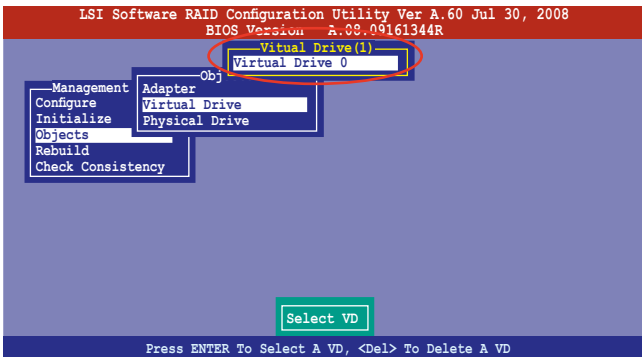 LSI Software RAID Configuration Utility Ver A.60 Jul 30, 2008
BIOS Version A.08.09161344R
Vitual Drive(1)
Virtual Drive 0
Obj
Adapter
Virtual Drive
Physical Drive
Management
Configure
Initialize
Objects
Rebuild
Check Consistency
Select VD
Press ENTER To Select A VD, <Del> To Delete A VD